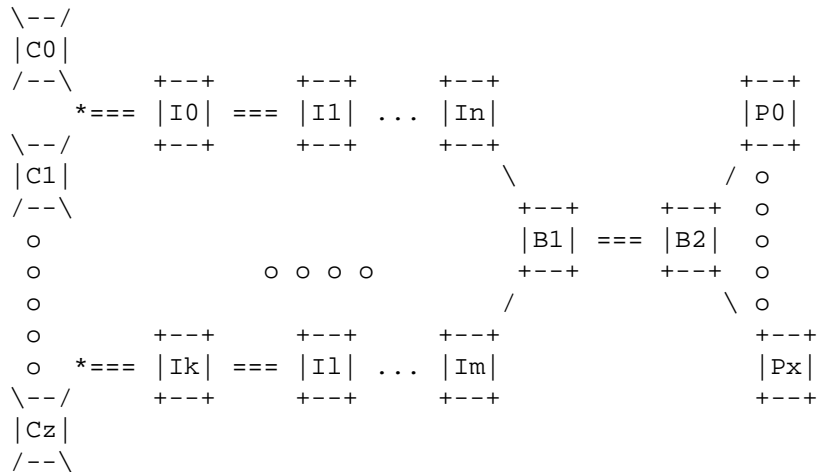 \--/
|C0|
/--\      +--+      +--+      +--+                +--+
    *===  |I0| ===  |I1| ...  |In|                |P0|
\--/      +--+      +--+      +--+                +--+
|C1|                              \              / o
/--\                               +--+      +--+  o
 o                                 |B1| ===  |B2|  o
 o               o o o o           +--+      +--+  o
 o                                /              \ o
 o        +--+      +--+      +--+                 +--+
 o  *===  |Ik| ===  |Il| ...  |Im|                 |Px|
\--/      +--+      +--+      +--+                 +--+
|Cz|
/--\